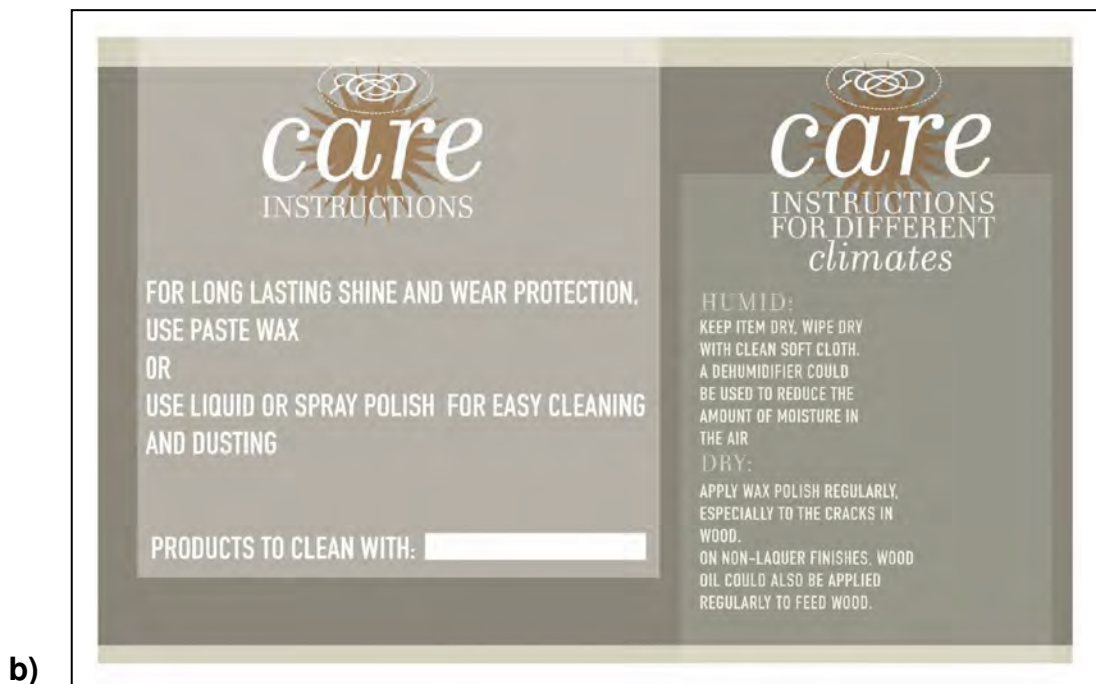 care
INSTRUCTIONS
FOR LONG LASTING SHINE AND WEAR PROTECTION,
USE PASTE WAX
OR
USE LIQUID OR SPRAY POLISH FOR EASY CLEANING
AND DUSTING
PRODUCTS TO CLEAN WITH:
care
INSTRUCTIONS
FOR DIFFERENT
climates
HUMID:
KEEP ITEM DRY, WIPE DRY
WITH CLEAN SOFT CLOTH.
A DEHUMIDIFIER COULD
BE USED TO REDUCE THE
AMOUNT OF MOISTURE IN
THE AIR
DRY:
APPLY WAX POLISH REGULARLY,
ESPECIALLY TO THE CRACKS IN
WOOD.
ON NON-LAQUER FINISHES, WOOD
OIL COULD ALSO BE APPLIED
REGULARLY TO FEED WOOD.
b)